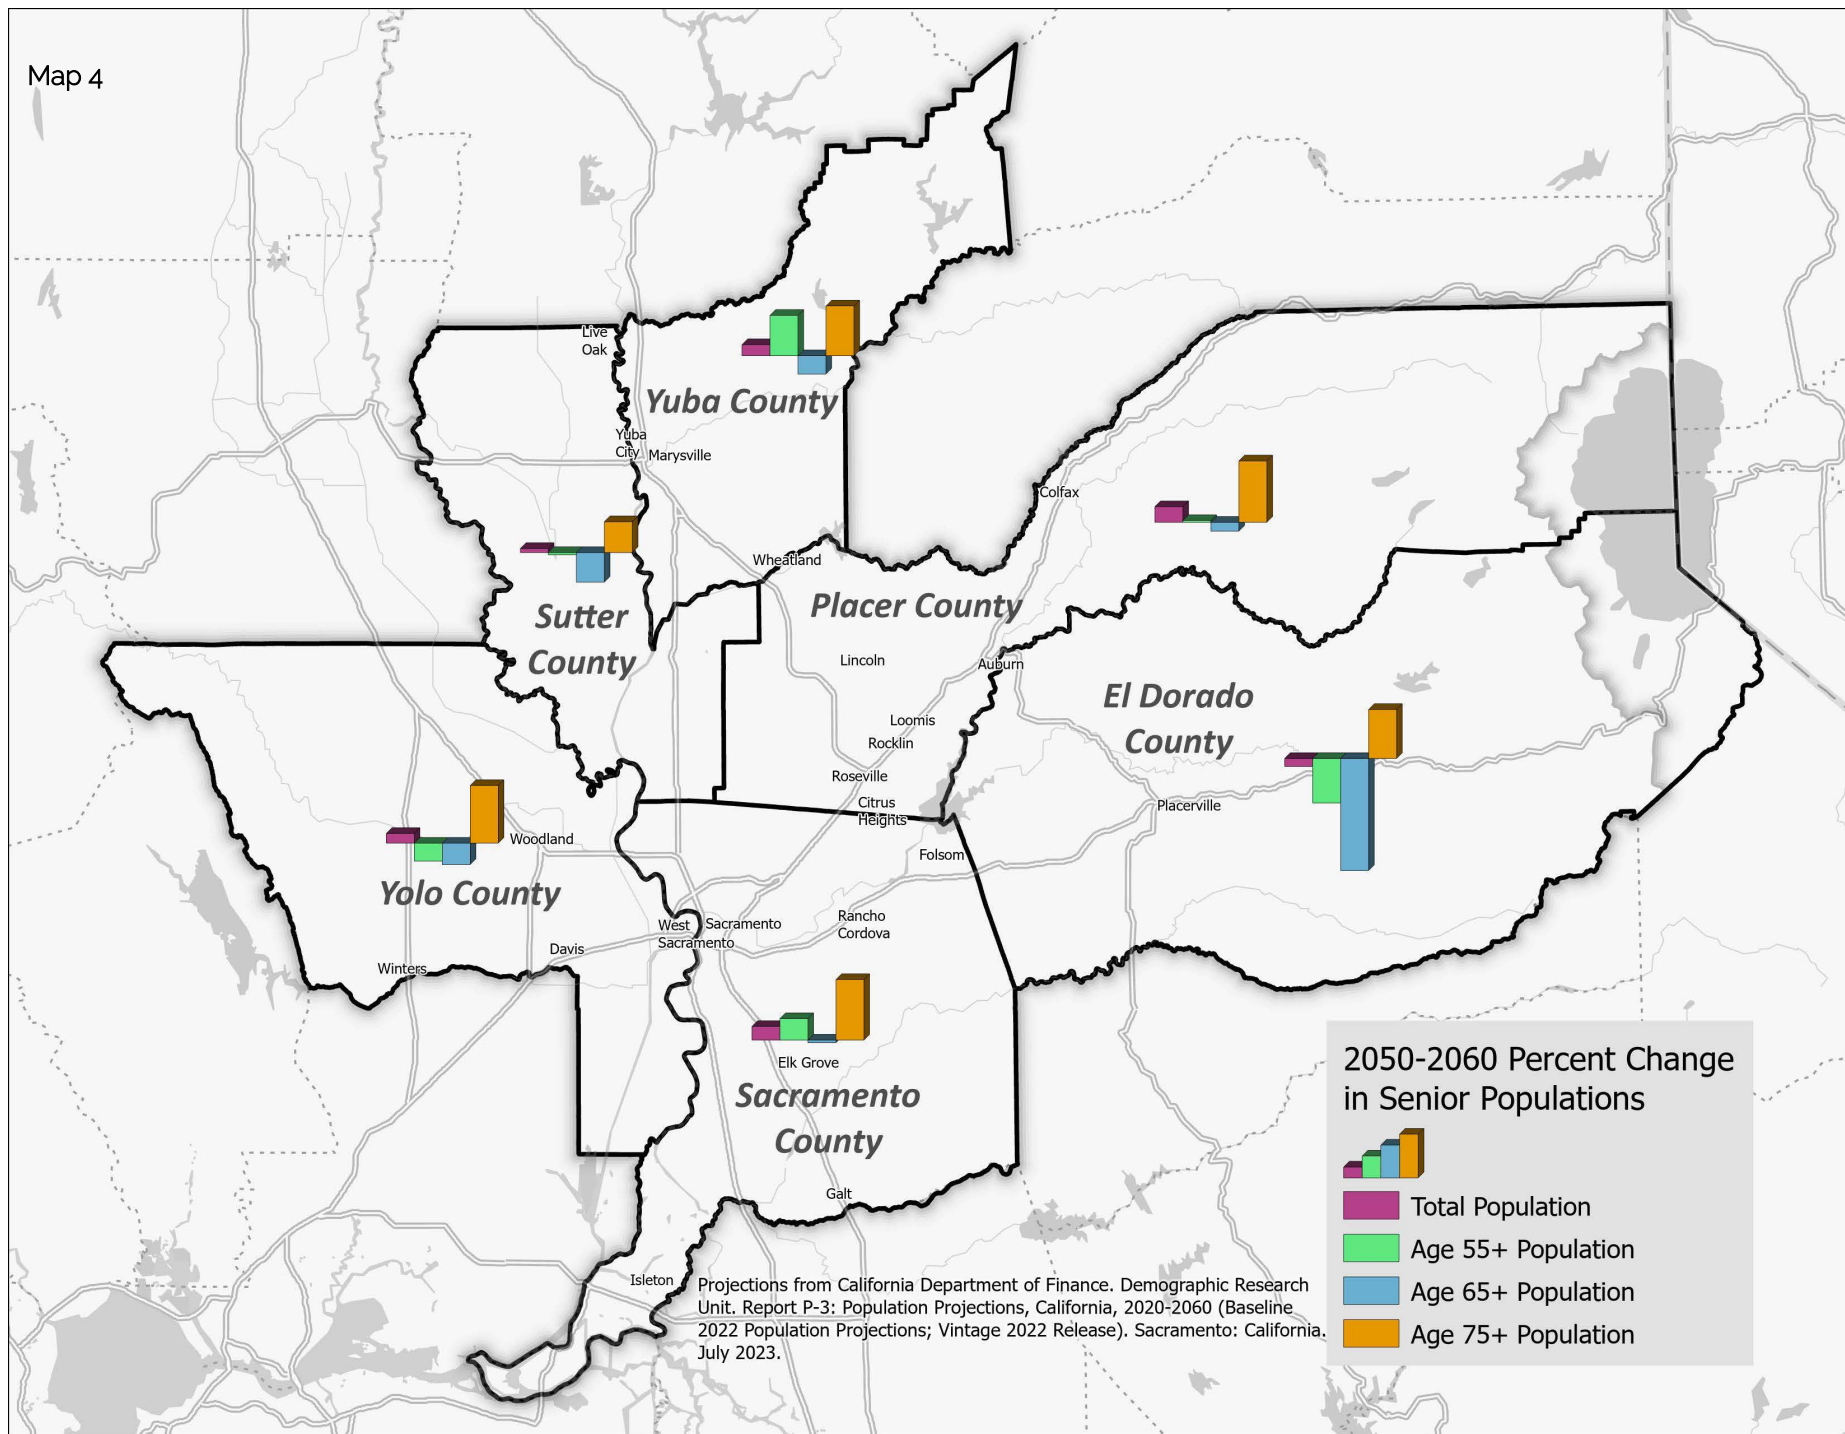 Map 4
Live
Oak
Yuba County
Yuba
City
Marysville
Colfax
Wheatland
Sutter
County
Placer County
Lincoln
Auburn
El Dorado
County
Loomis
Rocklin
Roseville
Citrus
Heights
Placerville
Woodland
Folsom
Yolo County
West
Sacramento
Sacramento
Rancho
Cordova
Davis
Winters
Elk Grove
Sacramento
County
Galt
Isleton
2050-2060 Percent Change
in Senior Populations
Total Population
Age 55+ Population
Age 65+ Population
Age 75+ Population
Projections from California Department of Finance. Demographic Research
Unit. Report P-3: Population Projections, California, 2020-2060 (Baseline
2022 Population Projections; Vintage 2022 Release). Sacramento: California.
July 2023.